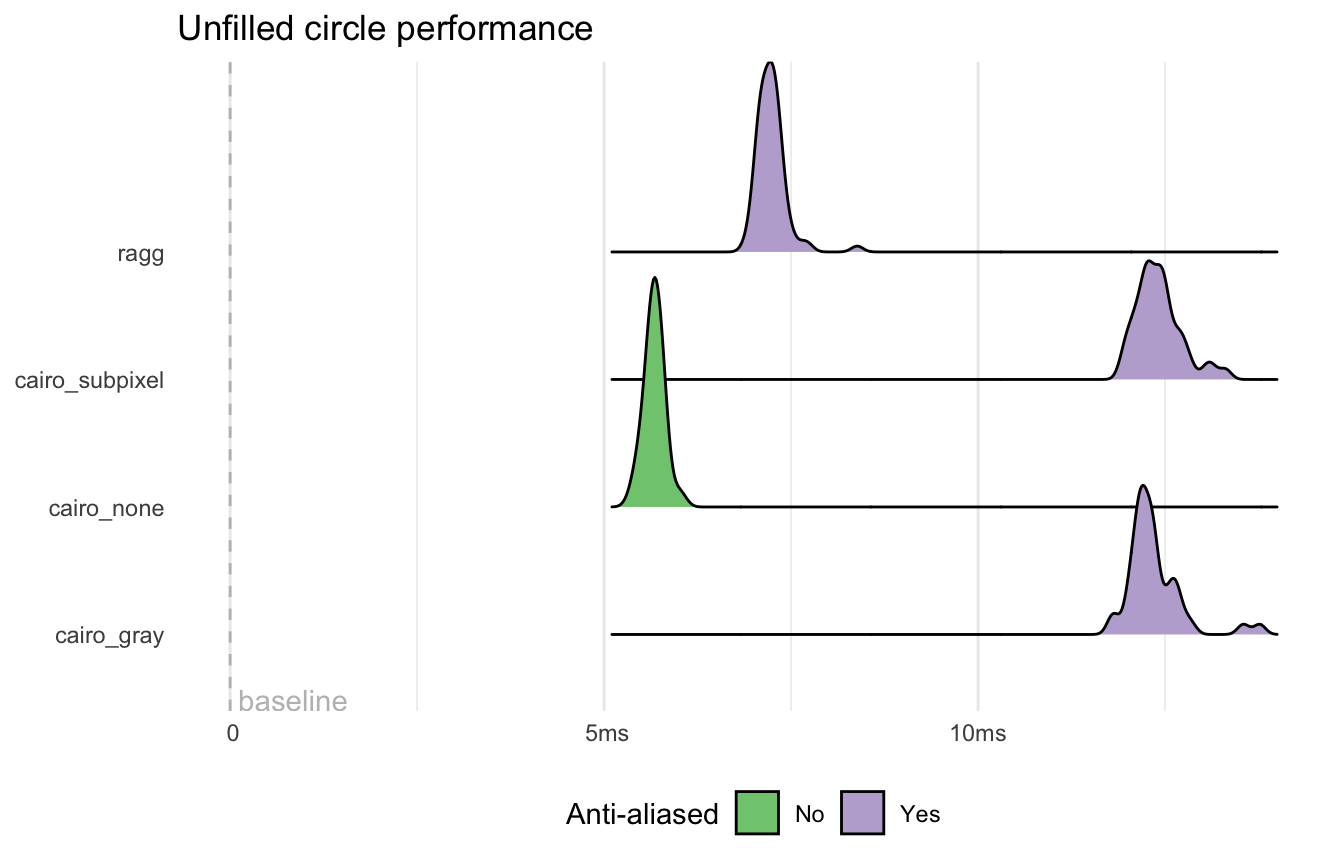 Unfilled circle performance
ragg
cairo_subpixel
cairo_none
cairo_gray
baseline
0 5ms 10ms
Anti-aliased No Yes